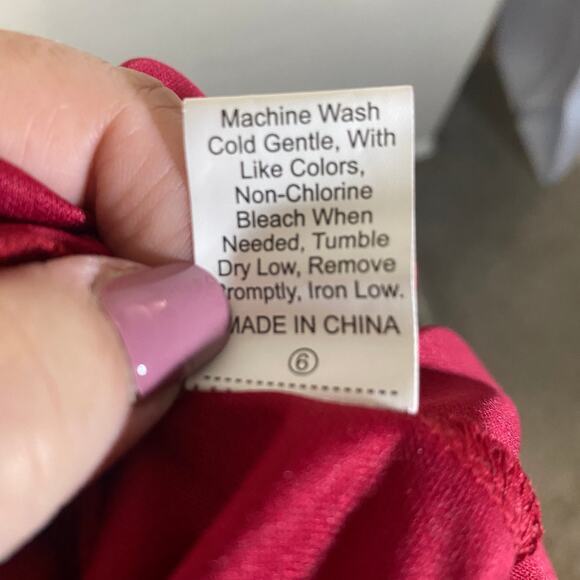 Machine Wash
Cold Gentle, With
Like Colors,
Non-Chlorine
Bleach When
Needed, Tumble
Dry Low, Remove
romptly, Iron Low.
MADE IN CHINA
6